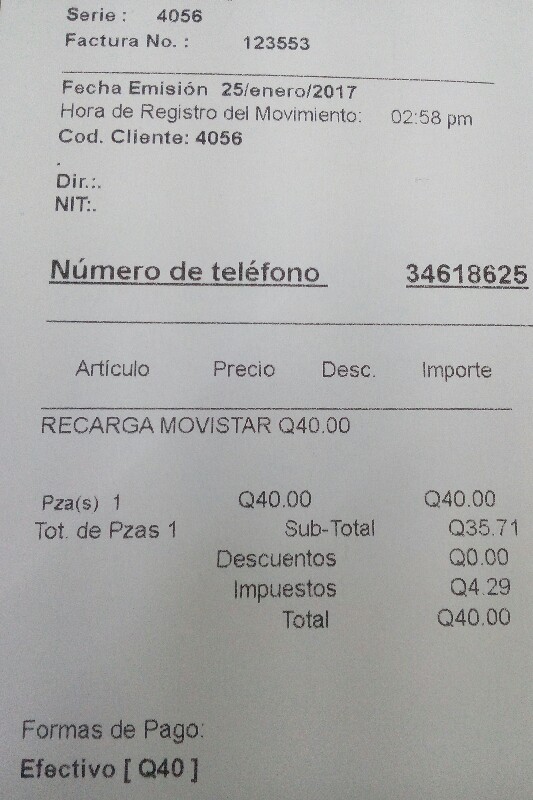 Serie : 4056
Factura No. : 123553
Fecha Emisión 25/enero/2017
Hora de Registro del Movimiento: 02:58 pm
Cod. Cliente: 4056
.
Dir.:.
NIT:.
Número de teléfono 34618625
Artículo Precio Desc. Importe
RECARGA MOVISTAR Q40.00
Pza(s) 1 Q40.00 Q40.00
Tot. de Pzas 1 Sub-Total Q35.71
Descuentos Q0.00
Impuestos Q4.29
Total Q40.00
Formas de Pago:
Efectivo [ Q40 ]